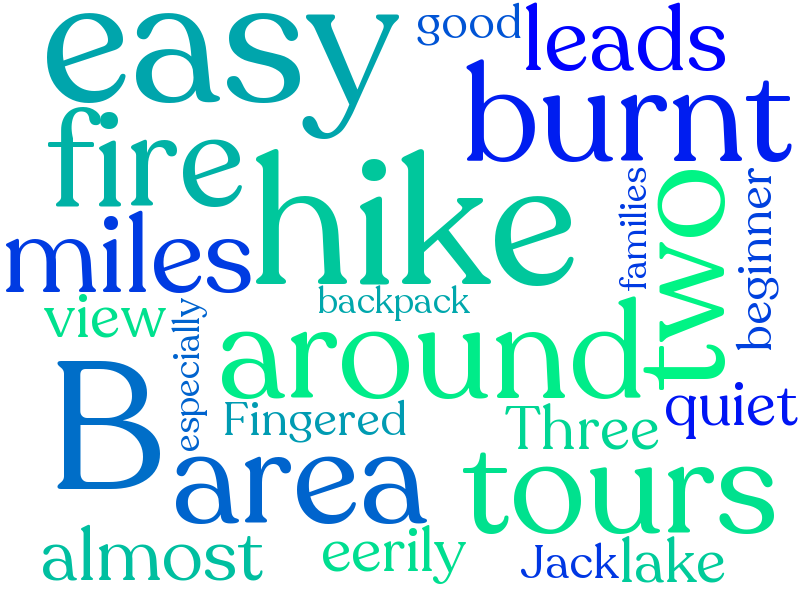 easy
good
leads
burnt
fire
hike
miles
families
two
beginner
backpack
view
especially
around
B
Fingered
Three
quiet
area
tours
almost
eerily
Jack
lake